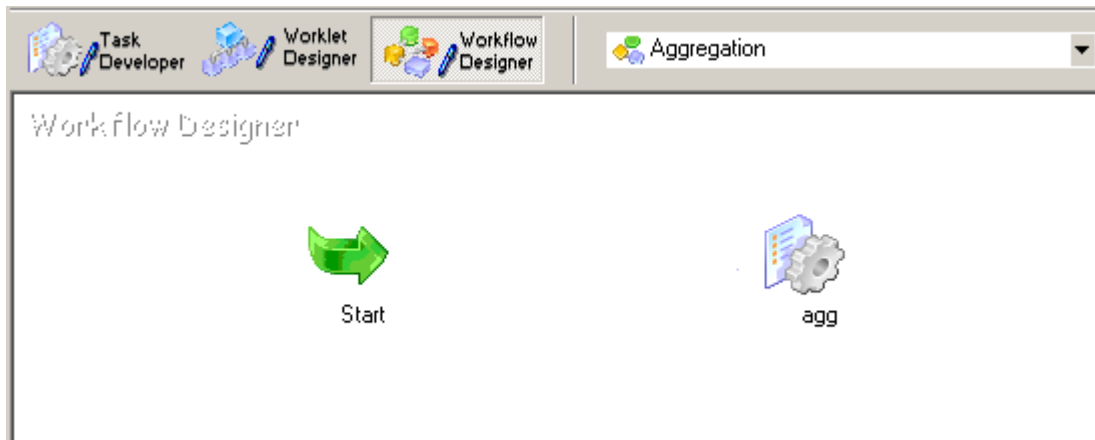 Task
Developer
Worklet
Designer
Workflow
Designer
Aggregation
Workflow Designer
Start
agg